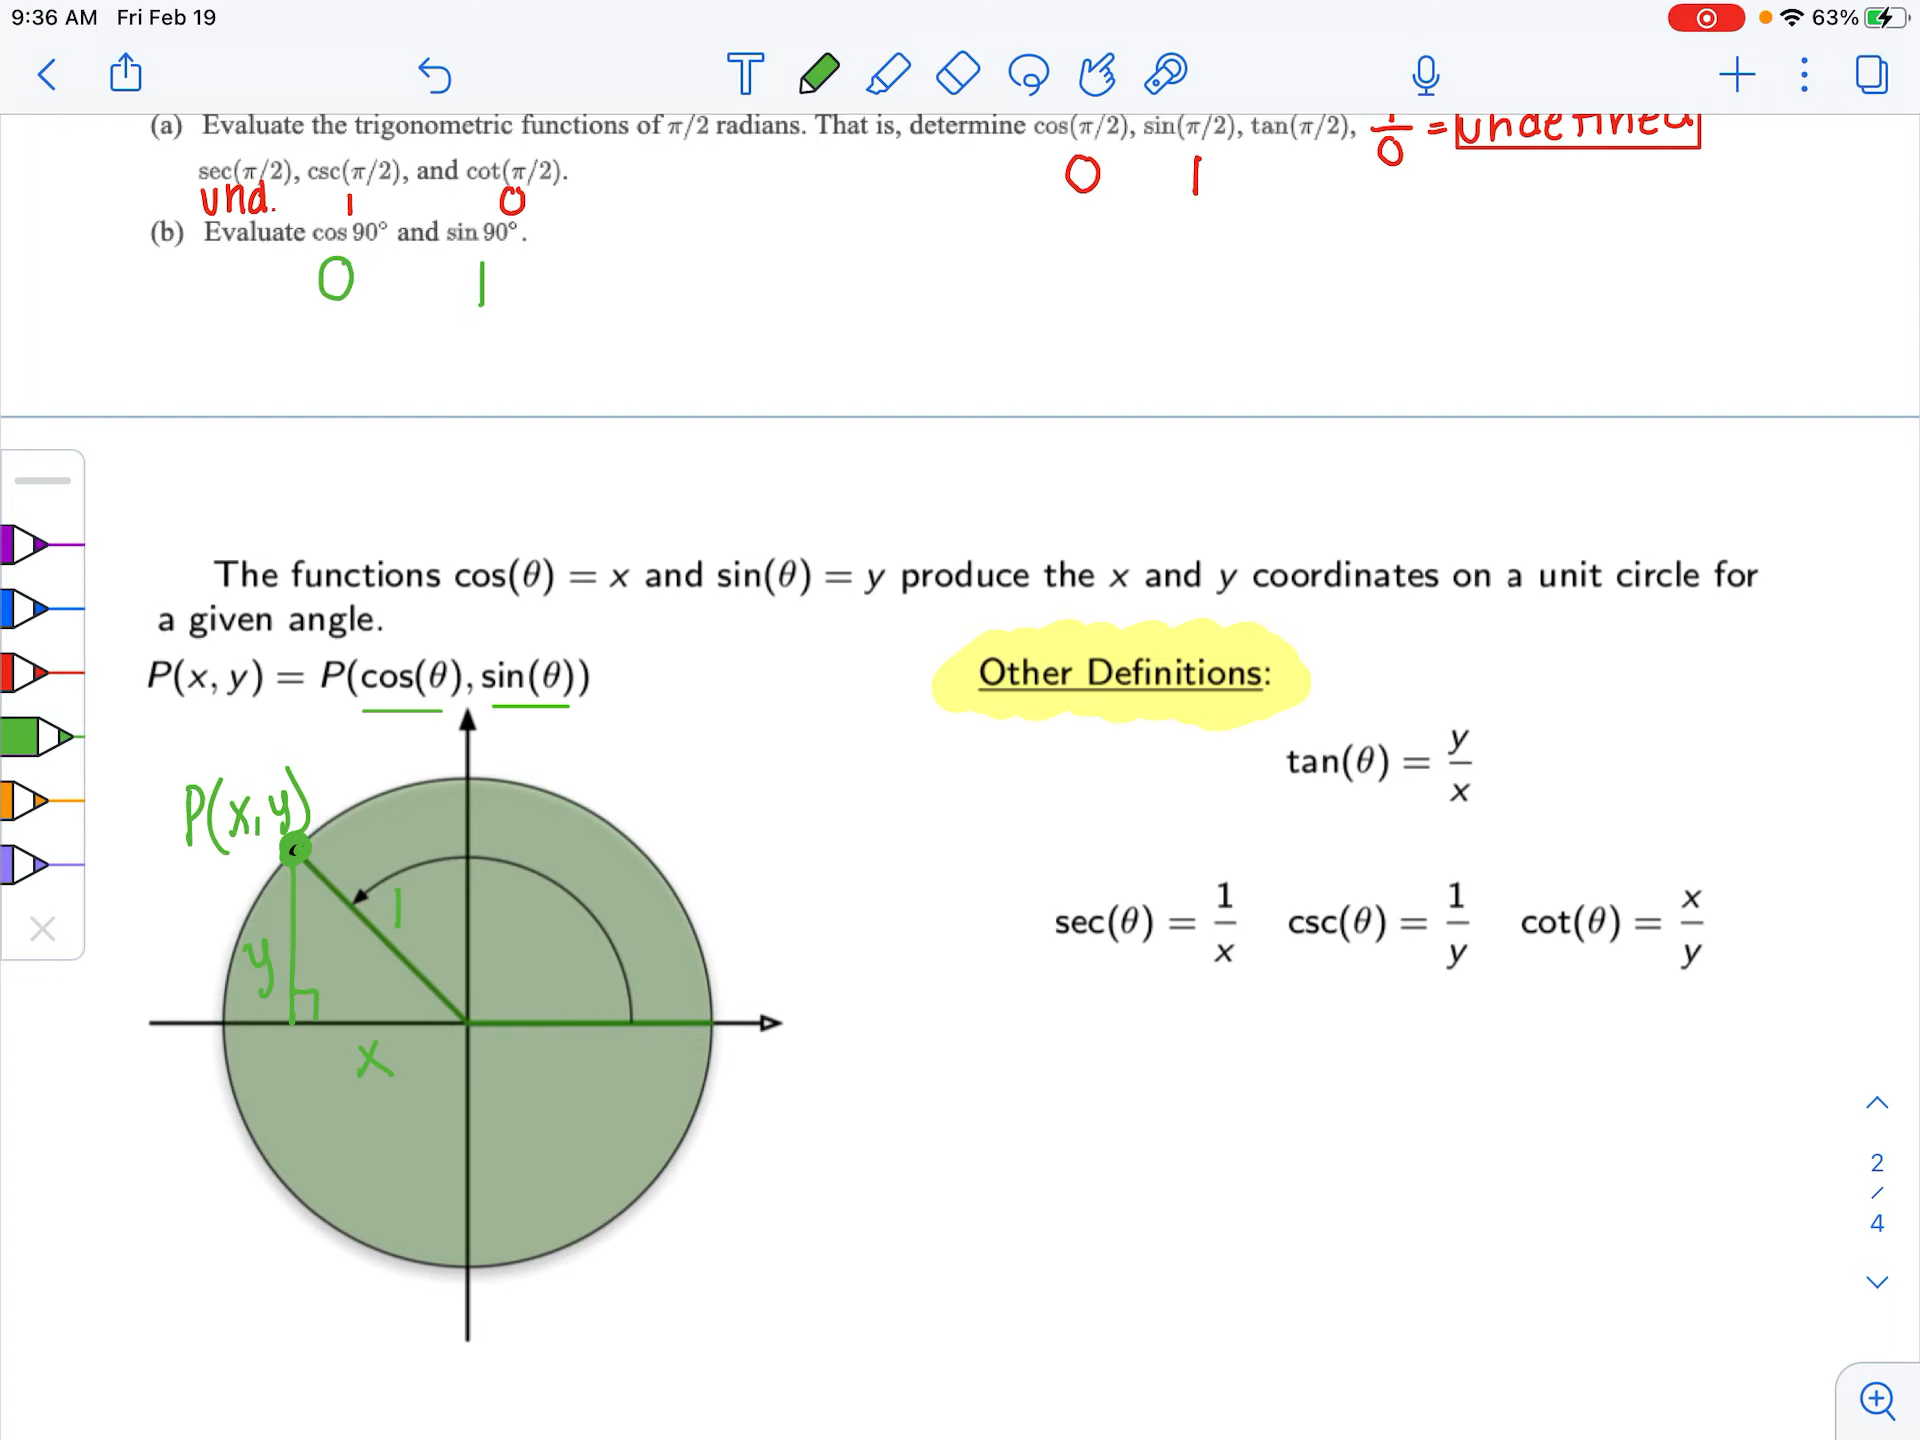 9:36 AM Fri Feb 19 63%
T
(a) Evaluate the trigonometric functions of π/2 radians. That is, determine cos(π/2), sin(π/2), tan(π/2), 1/0 = undefined
0 1
sec(π/2), csc(π/2), and cot(π/2).
und. 1 0
(b) Evaluate cos 90° and sin 90°.
0 1
The functions cos(θ) = x and sin(θ) = y produce the x and y coordinates on a unit circle for
a given angle.
P(x, y) = P(cos(θ), sin(θ))
Other Definitions:
tan(θ) = y/x
P(x,y)
1
y
x
sec(θ) = 1/x csc(θ) = 1/y cot(θ) = x/y
2
/
4